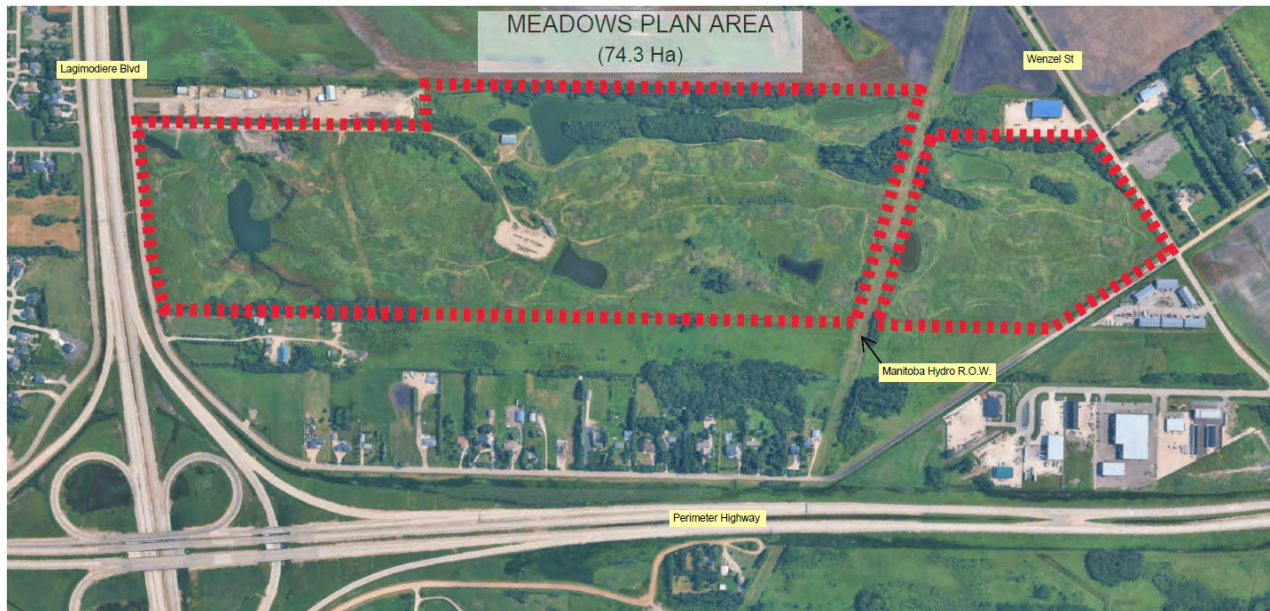 MEADOWS PLAN AREA
(74.3 Ha)
Lagimodiere Blvd
Wenzel St
Manitoba Hydro R.O.W.
Perimeter Highway